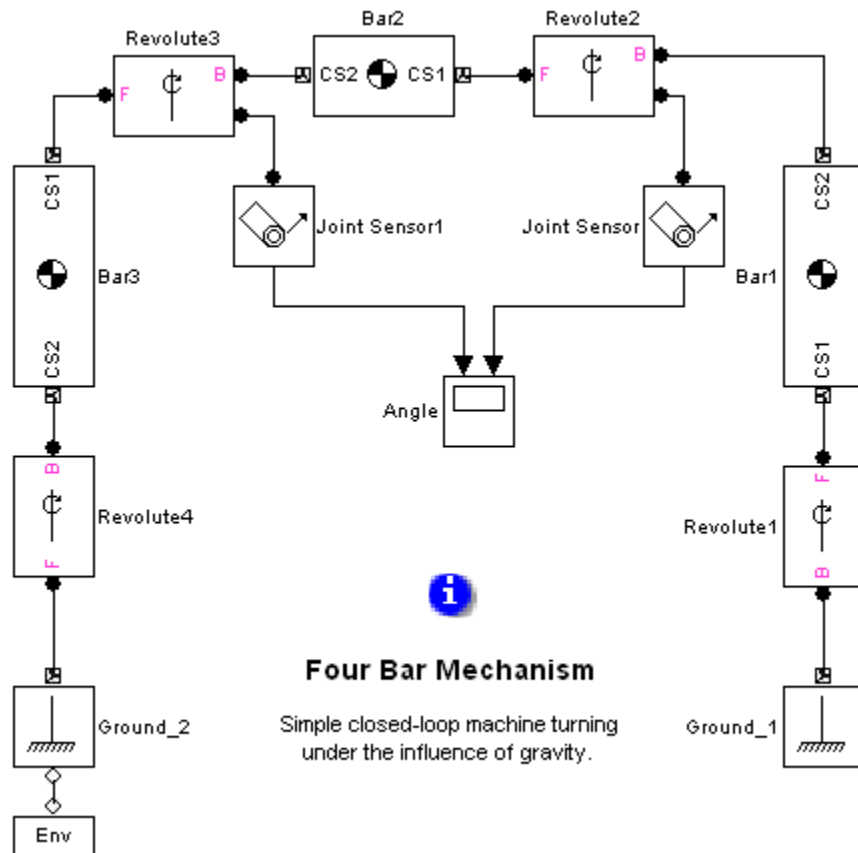 Bar2
Revolute2
Revolute3
B
F
CS2
CS1
F
B
CS1
CS2
Joint Sensor1
Joint Sensor
Bar3
Bar1
CS2
CS1
Angle
B
Revolute4
F
F
Revolute1
B
i
Four Bar Mechanism
Simple closed-loop machine turning
under the influence of gravity.
Ground_2
Ground_1
Env